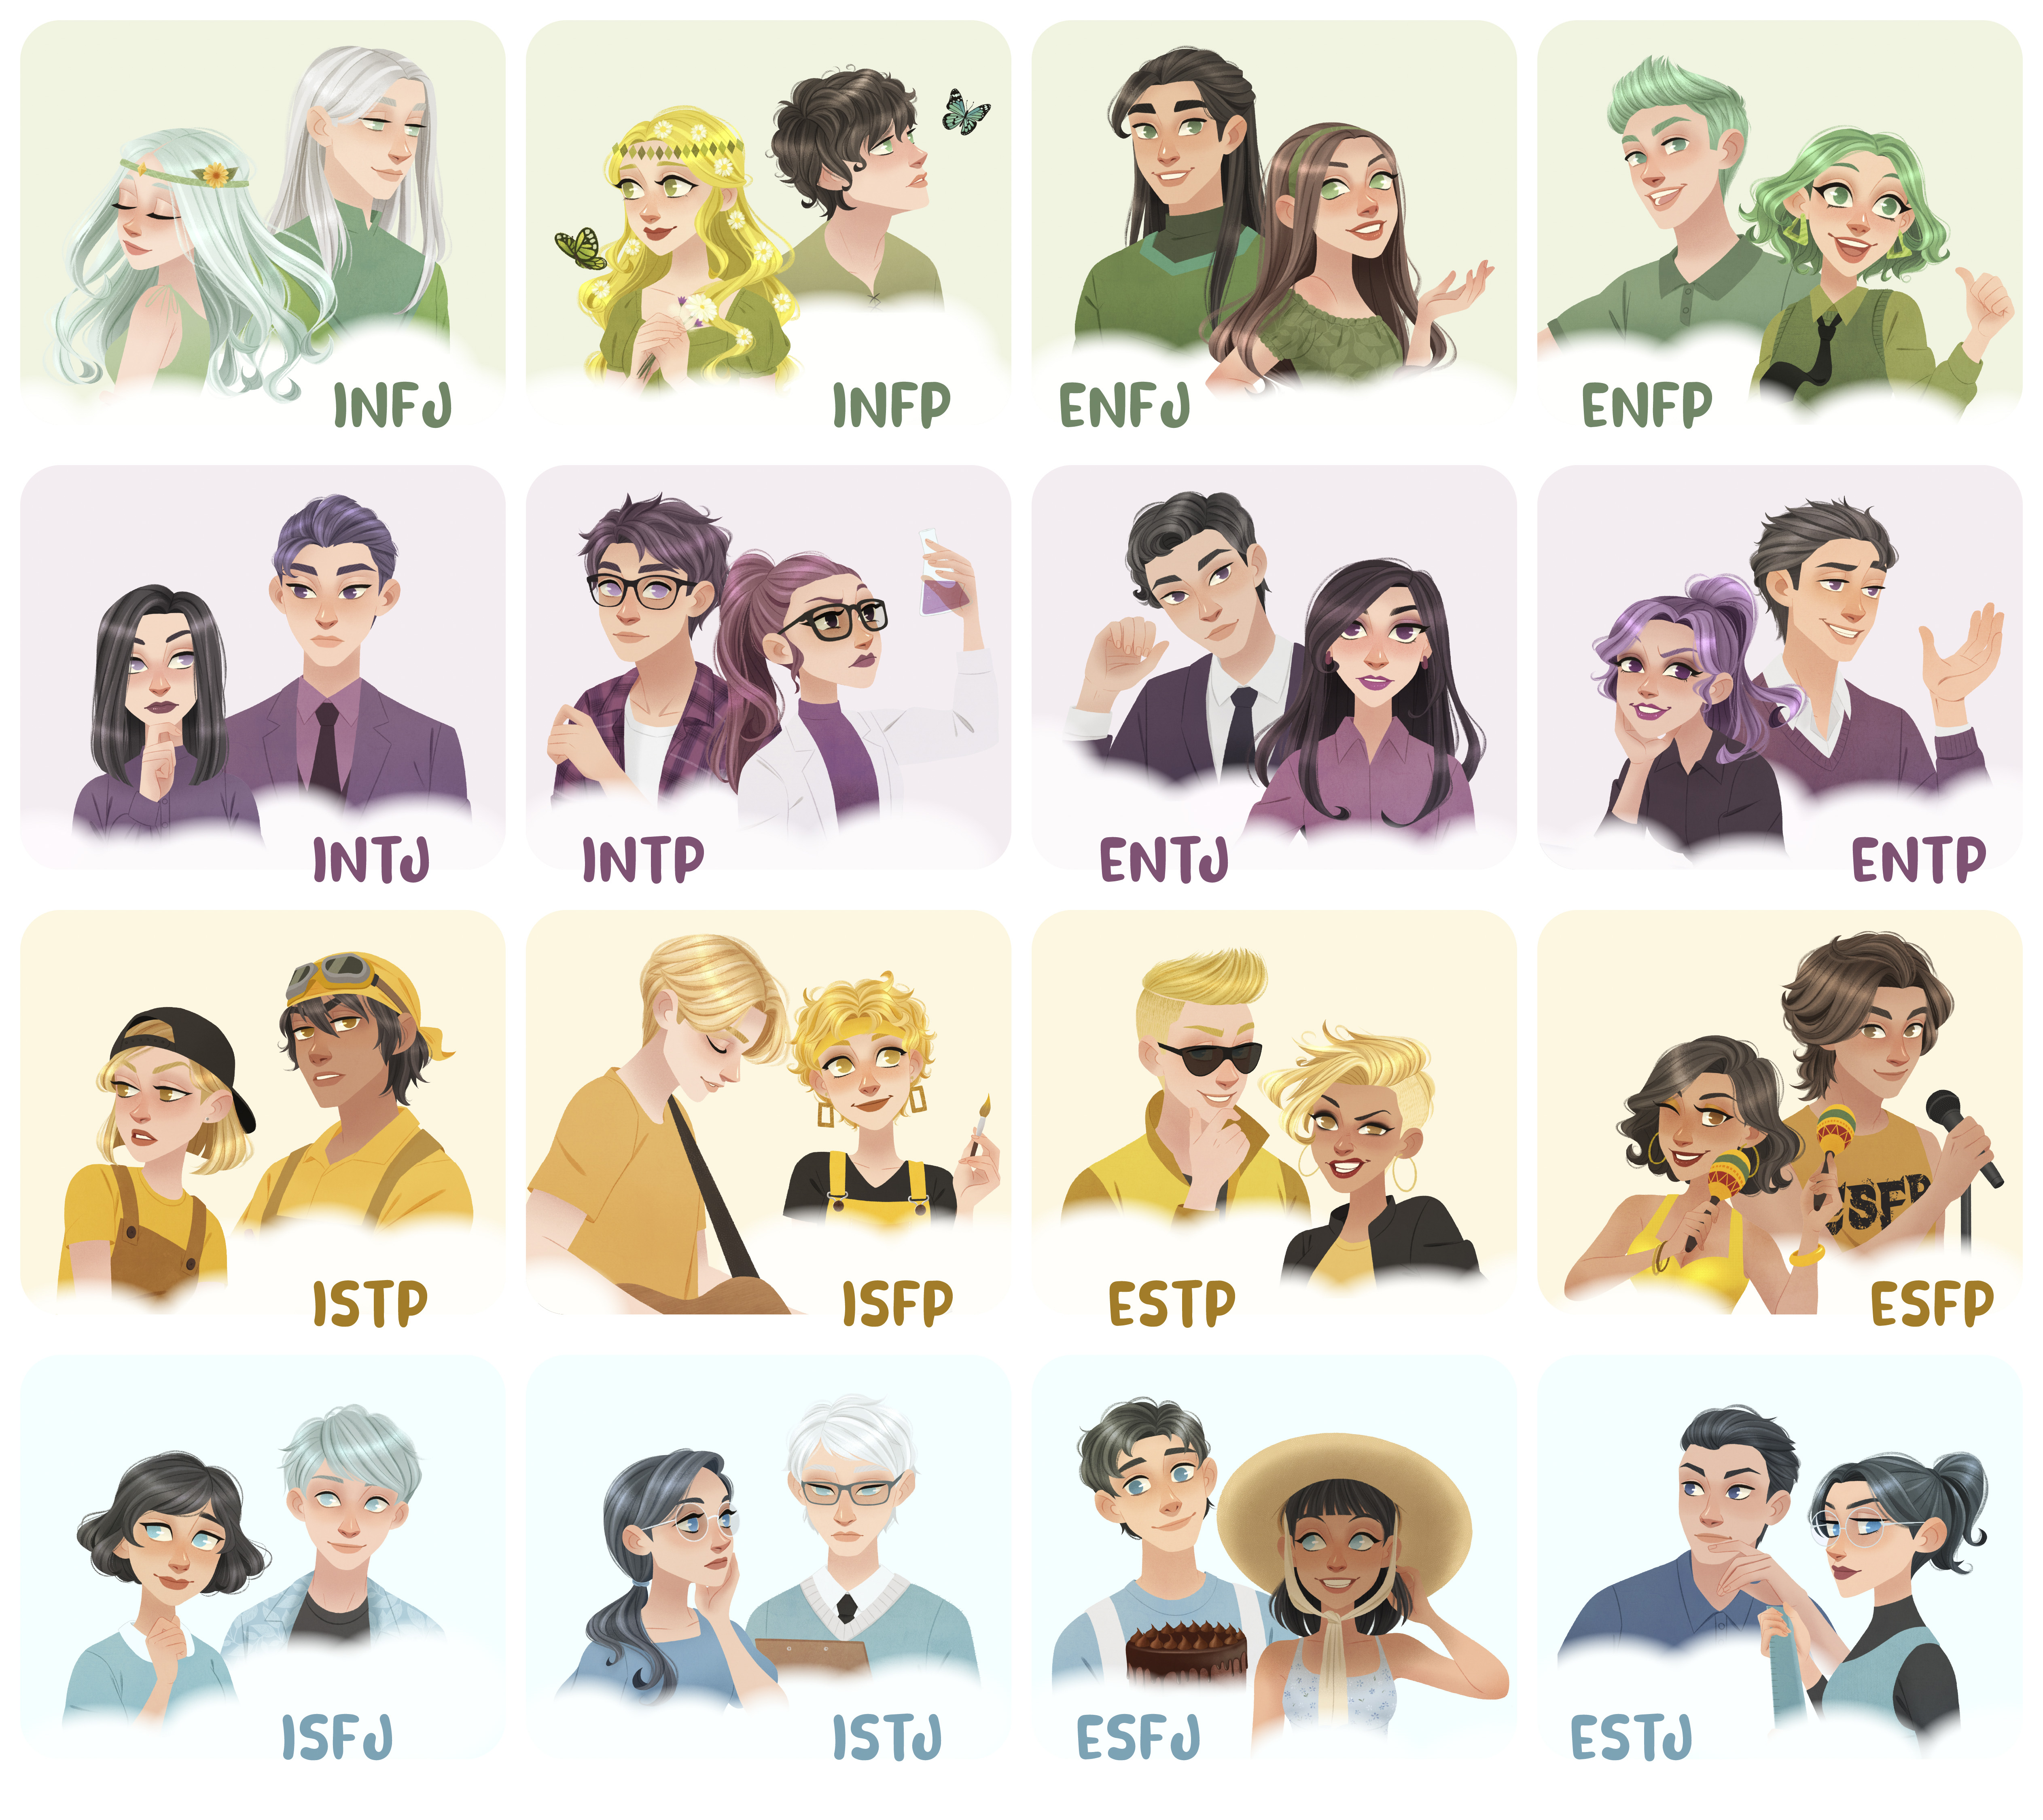 INFJ
INFP
ENFJ
ENFP
INTJ
INTP
ENTJ
ENTP
ISTP
ISFP
ESTP
ESFP
ISFJ
ISTJ
ESFJ
ESTJ